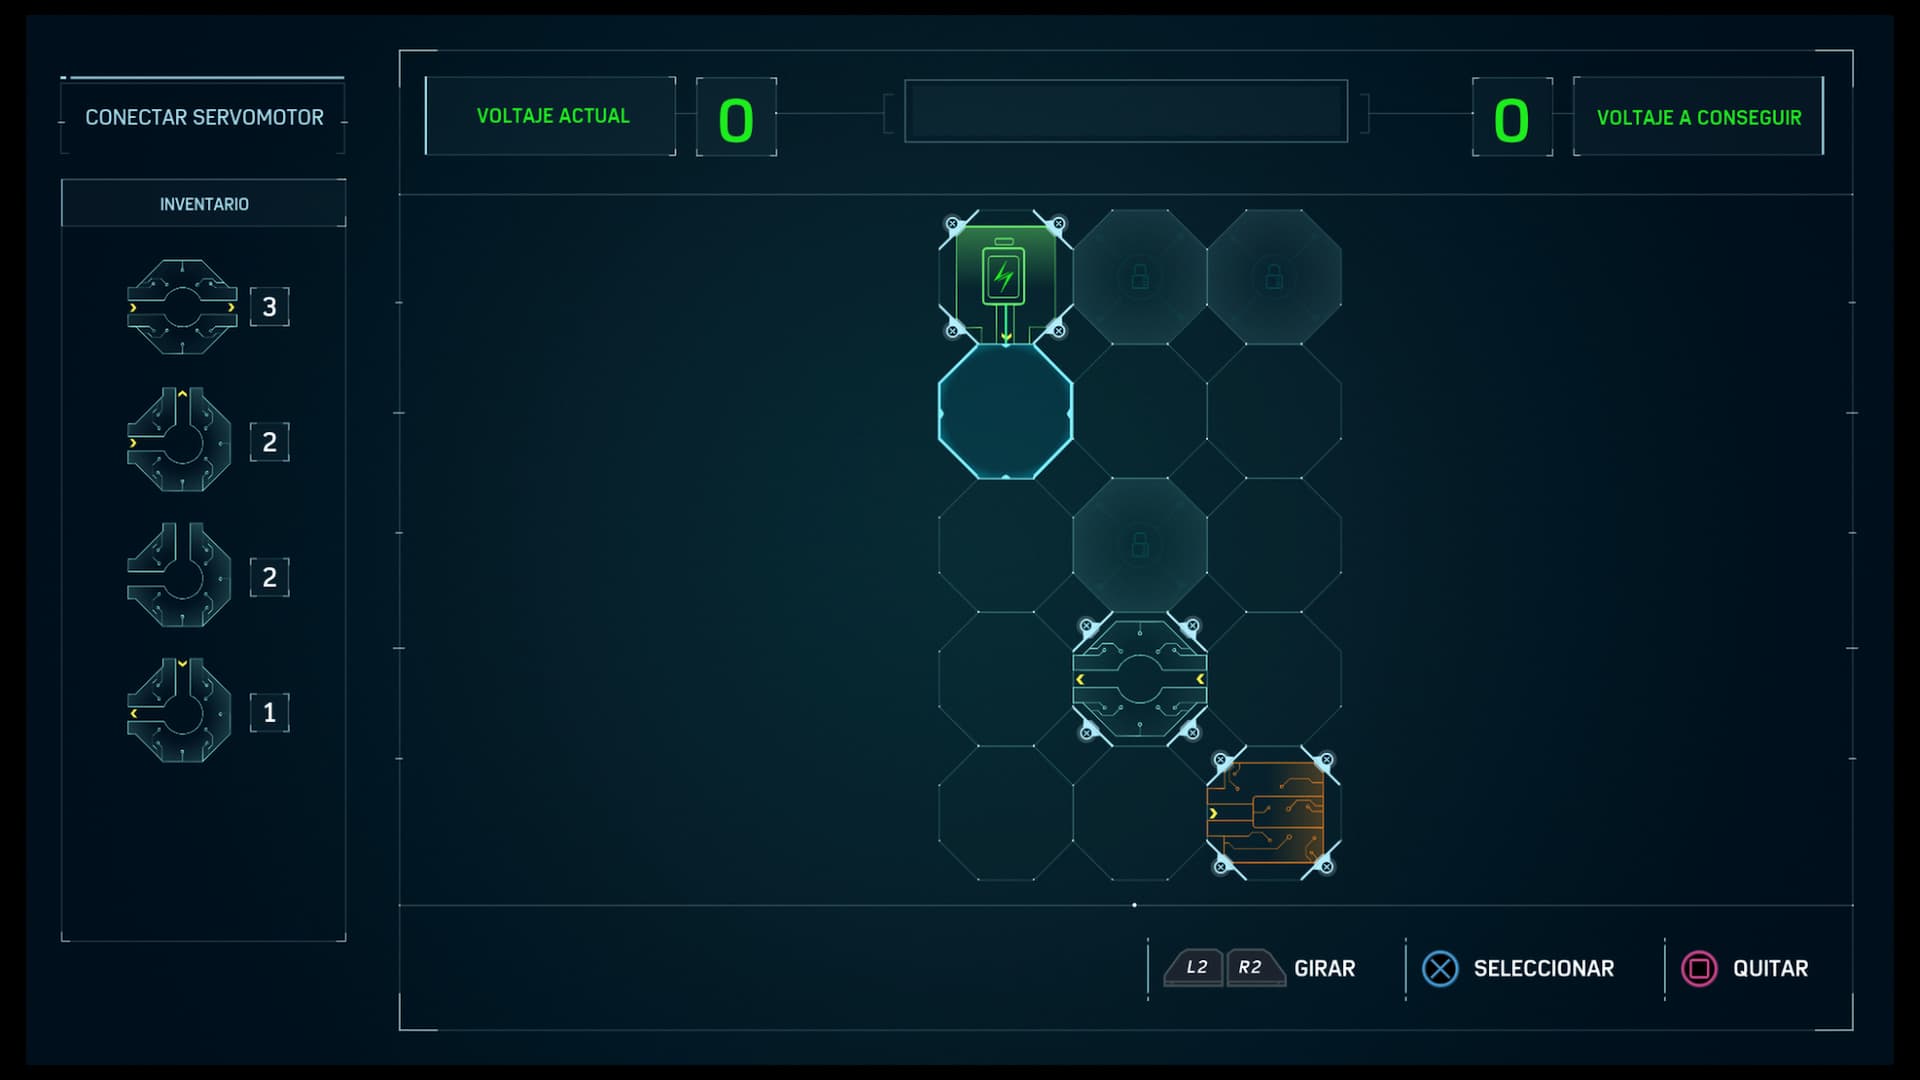 CONECTAR SERVOMOTOR
VOLTAJE ACTUAL
0
0
VOLTAJE A CONSEGUIR
INVENTARIO
3
2
2
1
L2 R2 GIRAR
SELECCIONAR
QUITAR